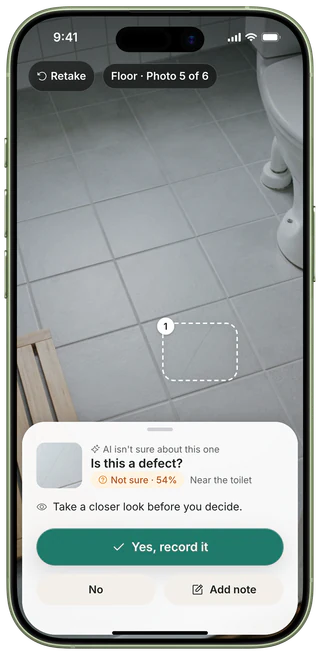 9:41
Retake
Floor · Photo 5 of 6
1
AI isn't sure about this one
Is this a defect?
Not sure · 54%
Near the toilet
Take a closer look before you decide.
Yes, record it
No
Add note